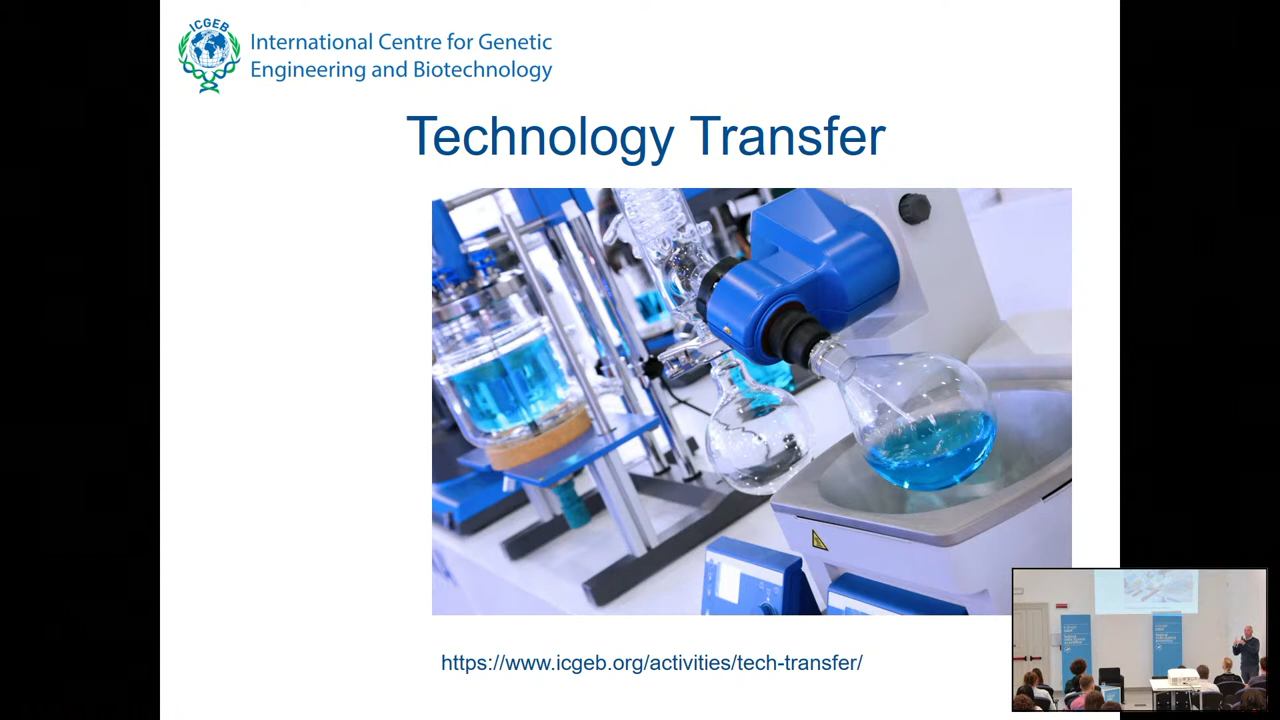 ICGEB
International Centre for Genetic
Engineering and Biotechnology
Technology Transfer
https://www.icgeb.org/activities/tech-transfer/